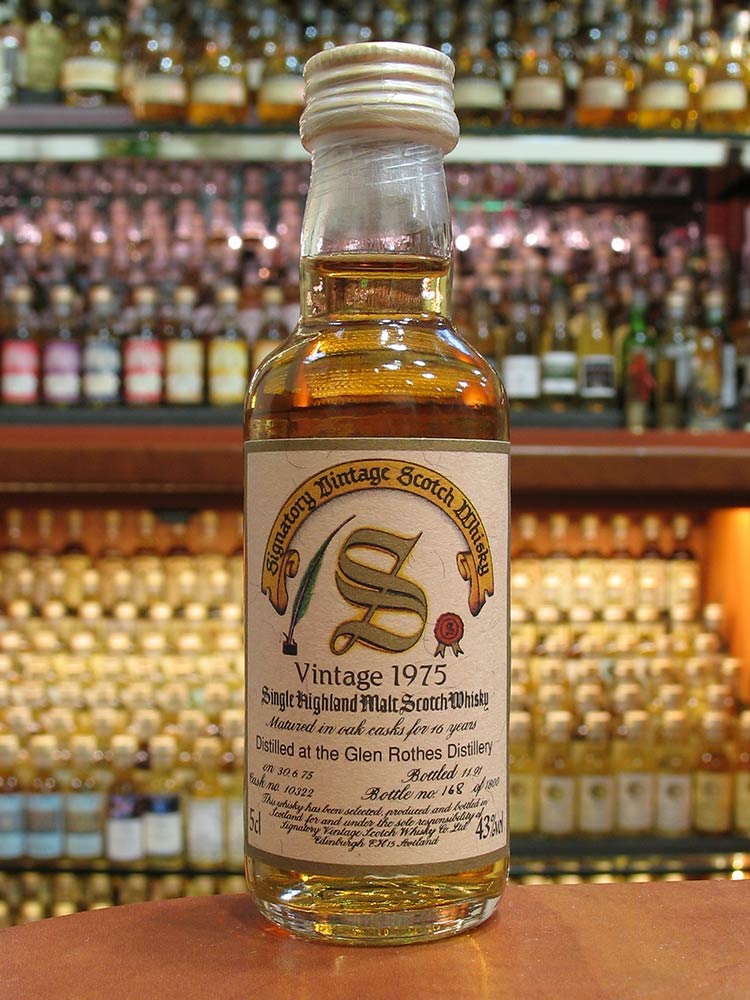 Signatory Vintage Scotch Whisky
S
S
Vintage 1975
Single Highland Malt Scotch Whisky
Matured in oak casks for 16 years
Distilled at the Glen Rothes Distillery
on 30.6.75 Bottled 11.91
Cask no. 10322 Bottle no. 168 of 1800
This whisky has been selected, produced and bottled in
Scotland for and under the sole responsibility of
5cl Signatory Vintage Scotch Whisky Co Ltd 43%vol
Edinburgh EH15 Scotland